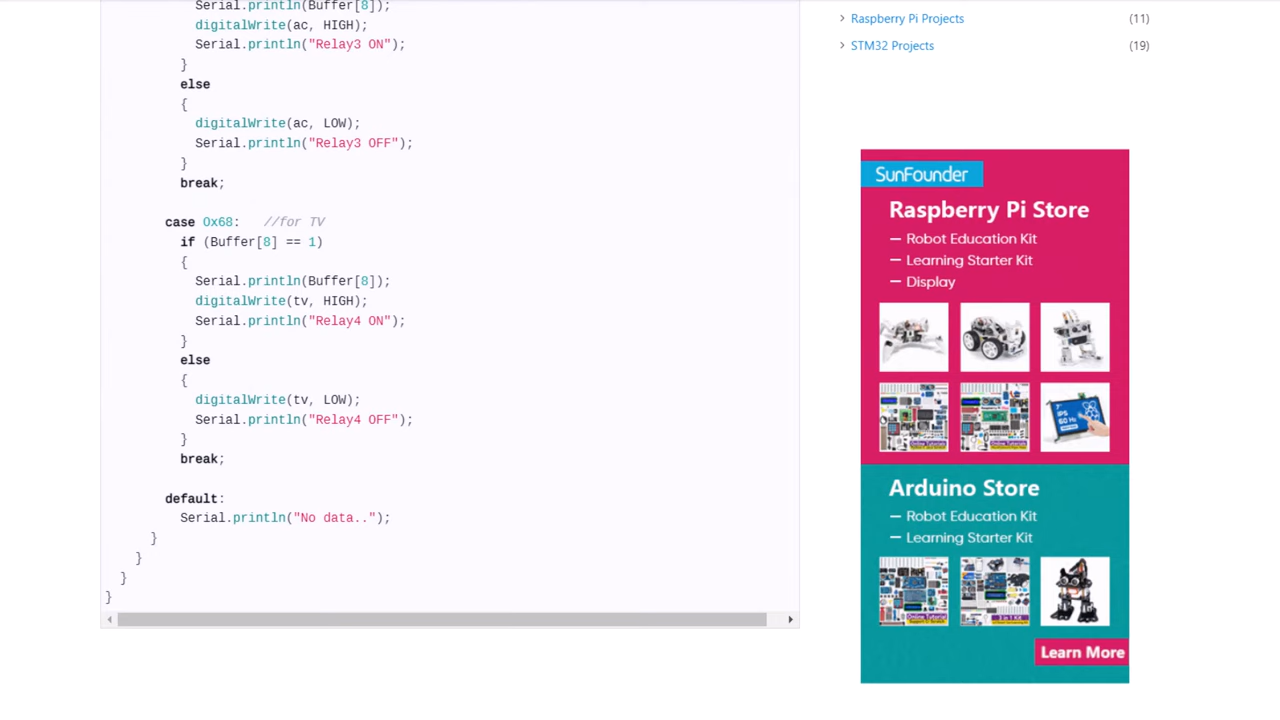 Serial.println(Buffer[8]);
digitalWrite(ac, HIGH);
Serial.println("Relay3 ON");
}
else
{
digitalWrite(ac, LOW);
Serial.println("Relay3 OFF");
}
break;
case 0x68: //for TV
if (Buffer[8] == 1)
{
Serial.println(Buffer[8]);
digitalWrite(tv, HIGH);
Serial.println("Relay4 ON");
}
else
{
digitalWrite(tv, LOW);
Serial.println("Relay4 OFF");
}
break;
default:
Serial.println("No data..");
}
}
}
}
Raspberry Pi Projects (11)
STM32 Projects (19)
SunFounder
Raspberry Pi Store
— Robot Education Kit
— Learning Starter Kit
— Display
Arduino Store
— Robot Education Kit
— Learning Starter Kit
Learn More